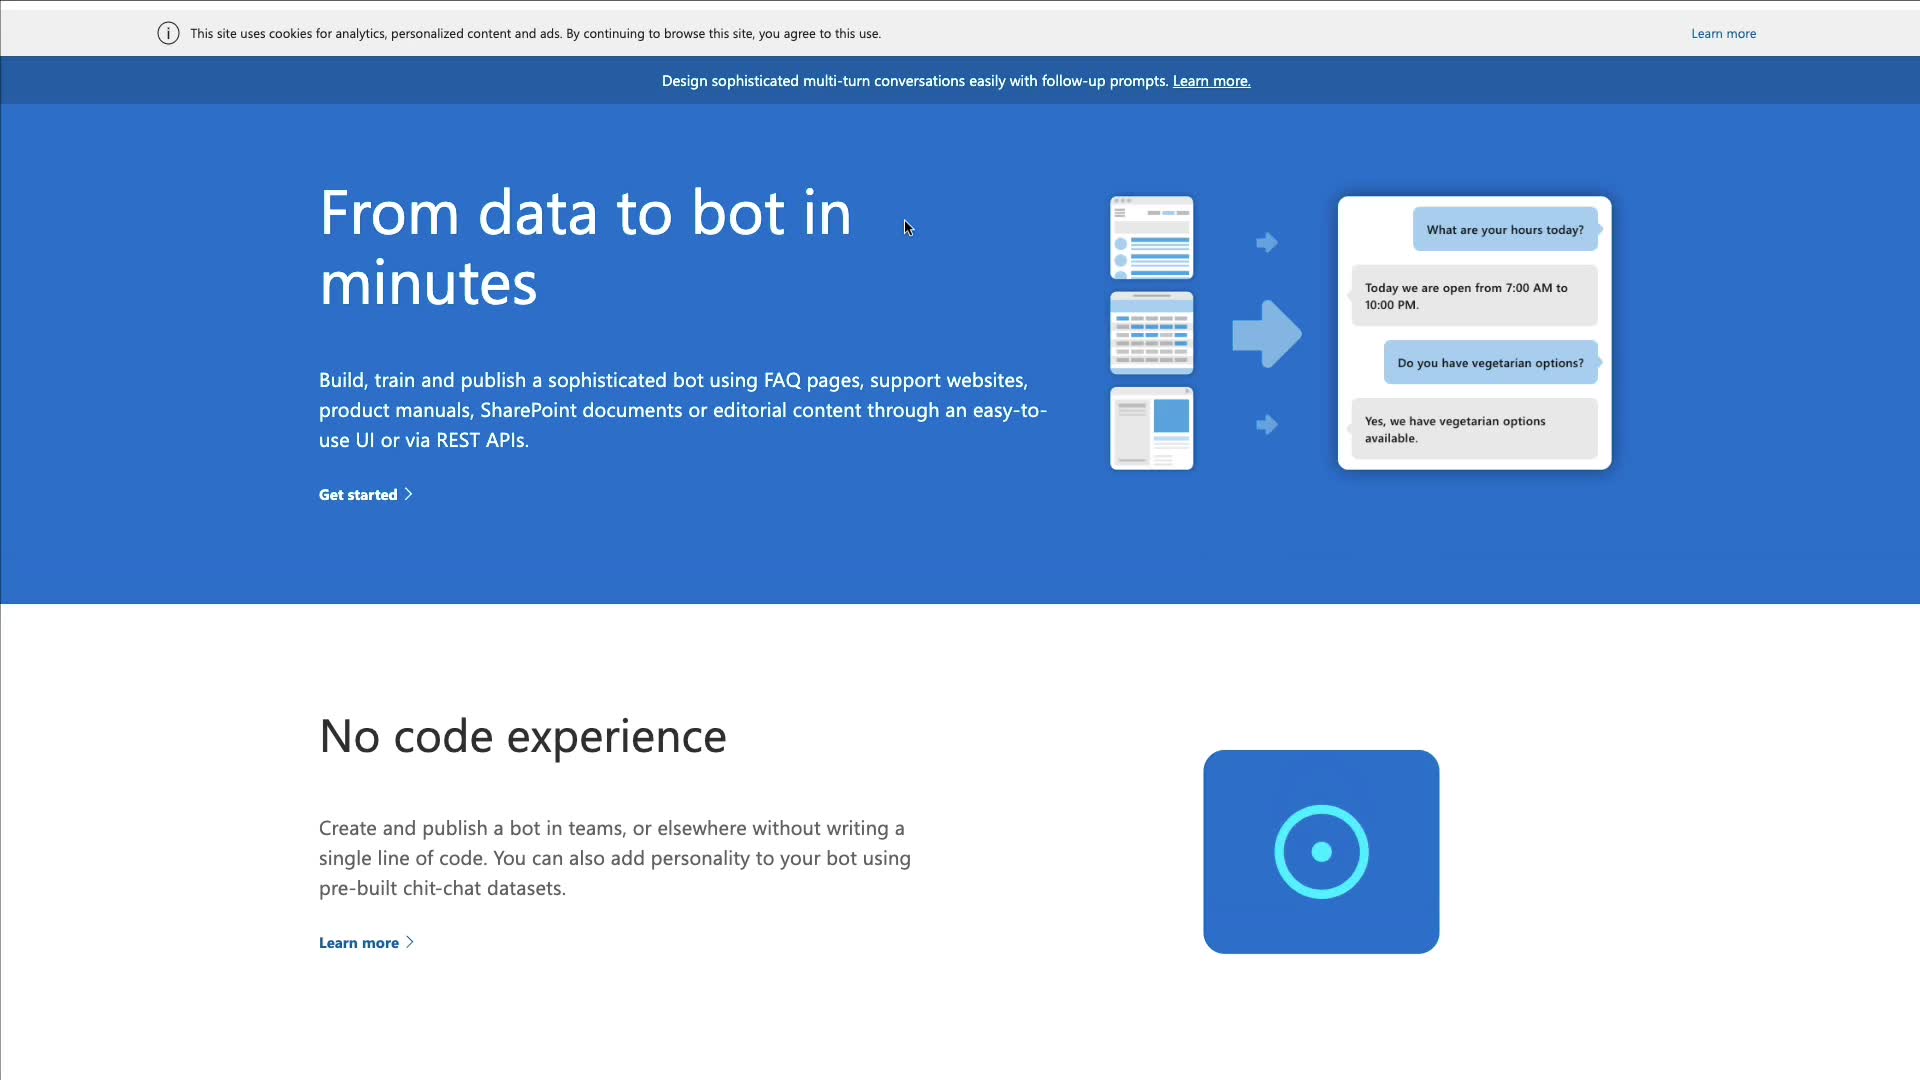 This site uses cookies for analytics, personalized content and ads. By continuing to browse this site, you agree to this use.
Learn more
Design sophisticated multi-turn conversations easily with follow-up prompts. Learn more.
From data to bot in
minutes
Build, train and publish a sophisticated bot using FAQ pages, support websites,
product manuals, SharePoint documents or editorial content through an easy-to-
use UI or via REST APIs.
Get started
What are your hours today?
Today we are open from 7:00 AM to
10:00 PM.
Do you have vegetarian options?
Yes, we have vegetarian options
available.
No code experience
Create and publish a bot in teams, or elsewhere without writing a
single line of code. You can also add personality to your bot using
pre-built chit-chat datasets.
Learn more